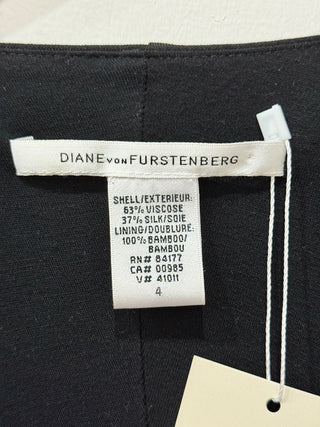 DIANE VON FURSTENBERG
SHELL/EXTERIEUR:
63% VISCOSE
37% SILK/SOIE
LINING/DOUBLURE:
100% BAMBOO/
BAMBOU
RN# 84177
CA# 00985
V# 41011
4